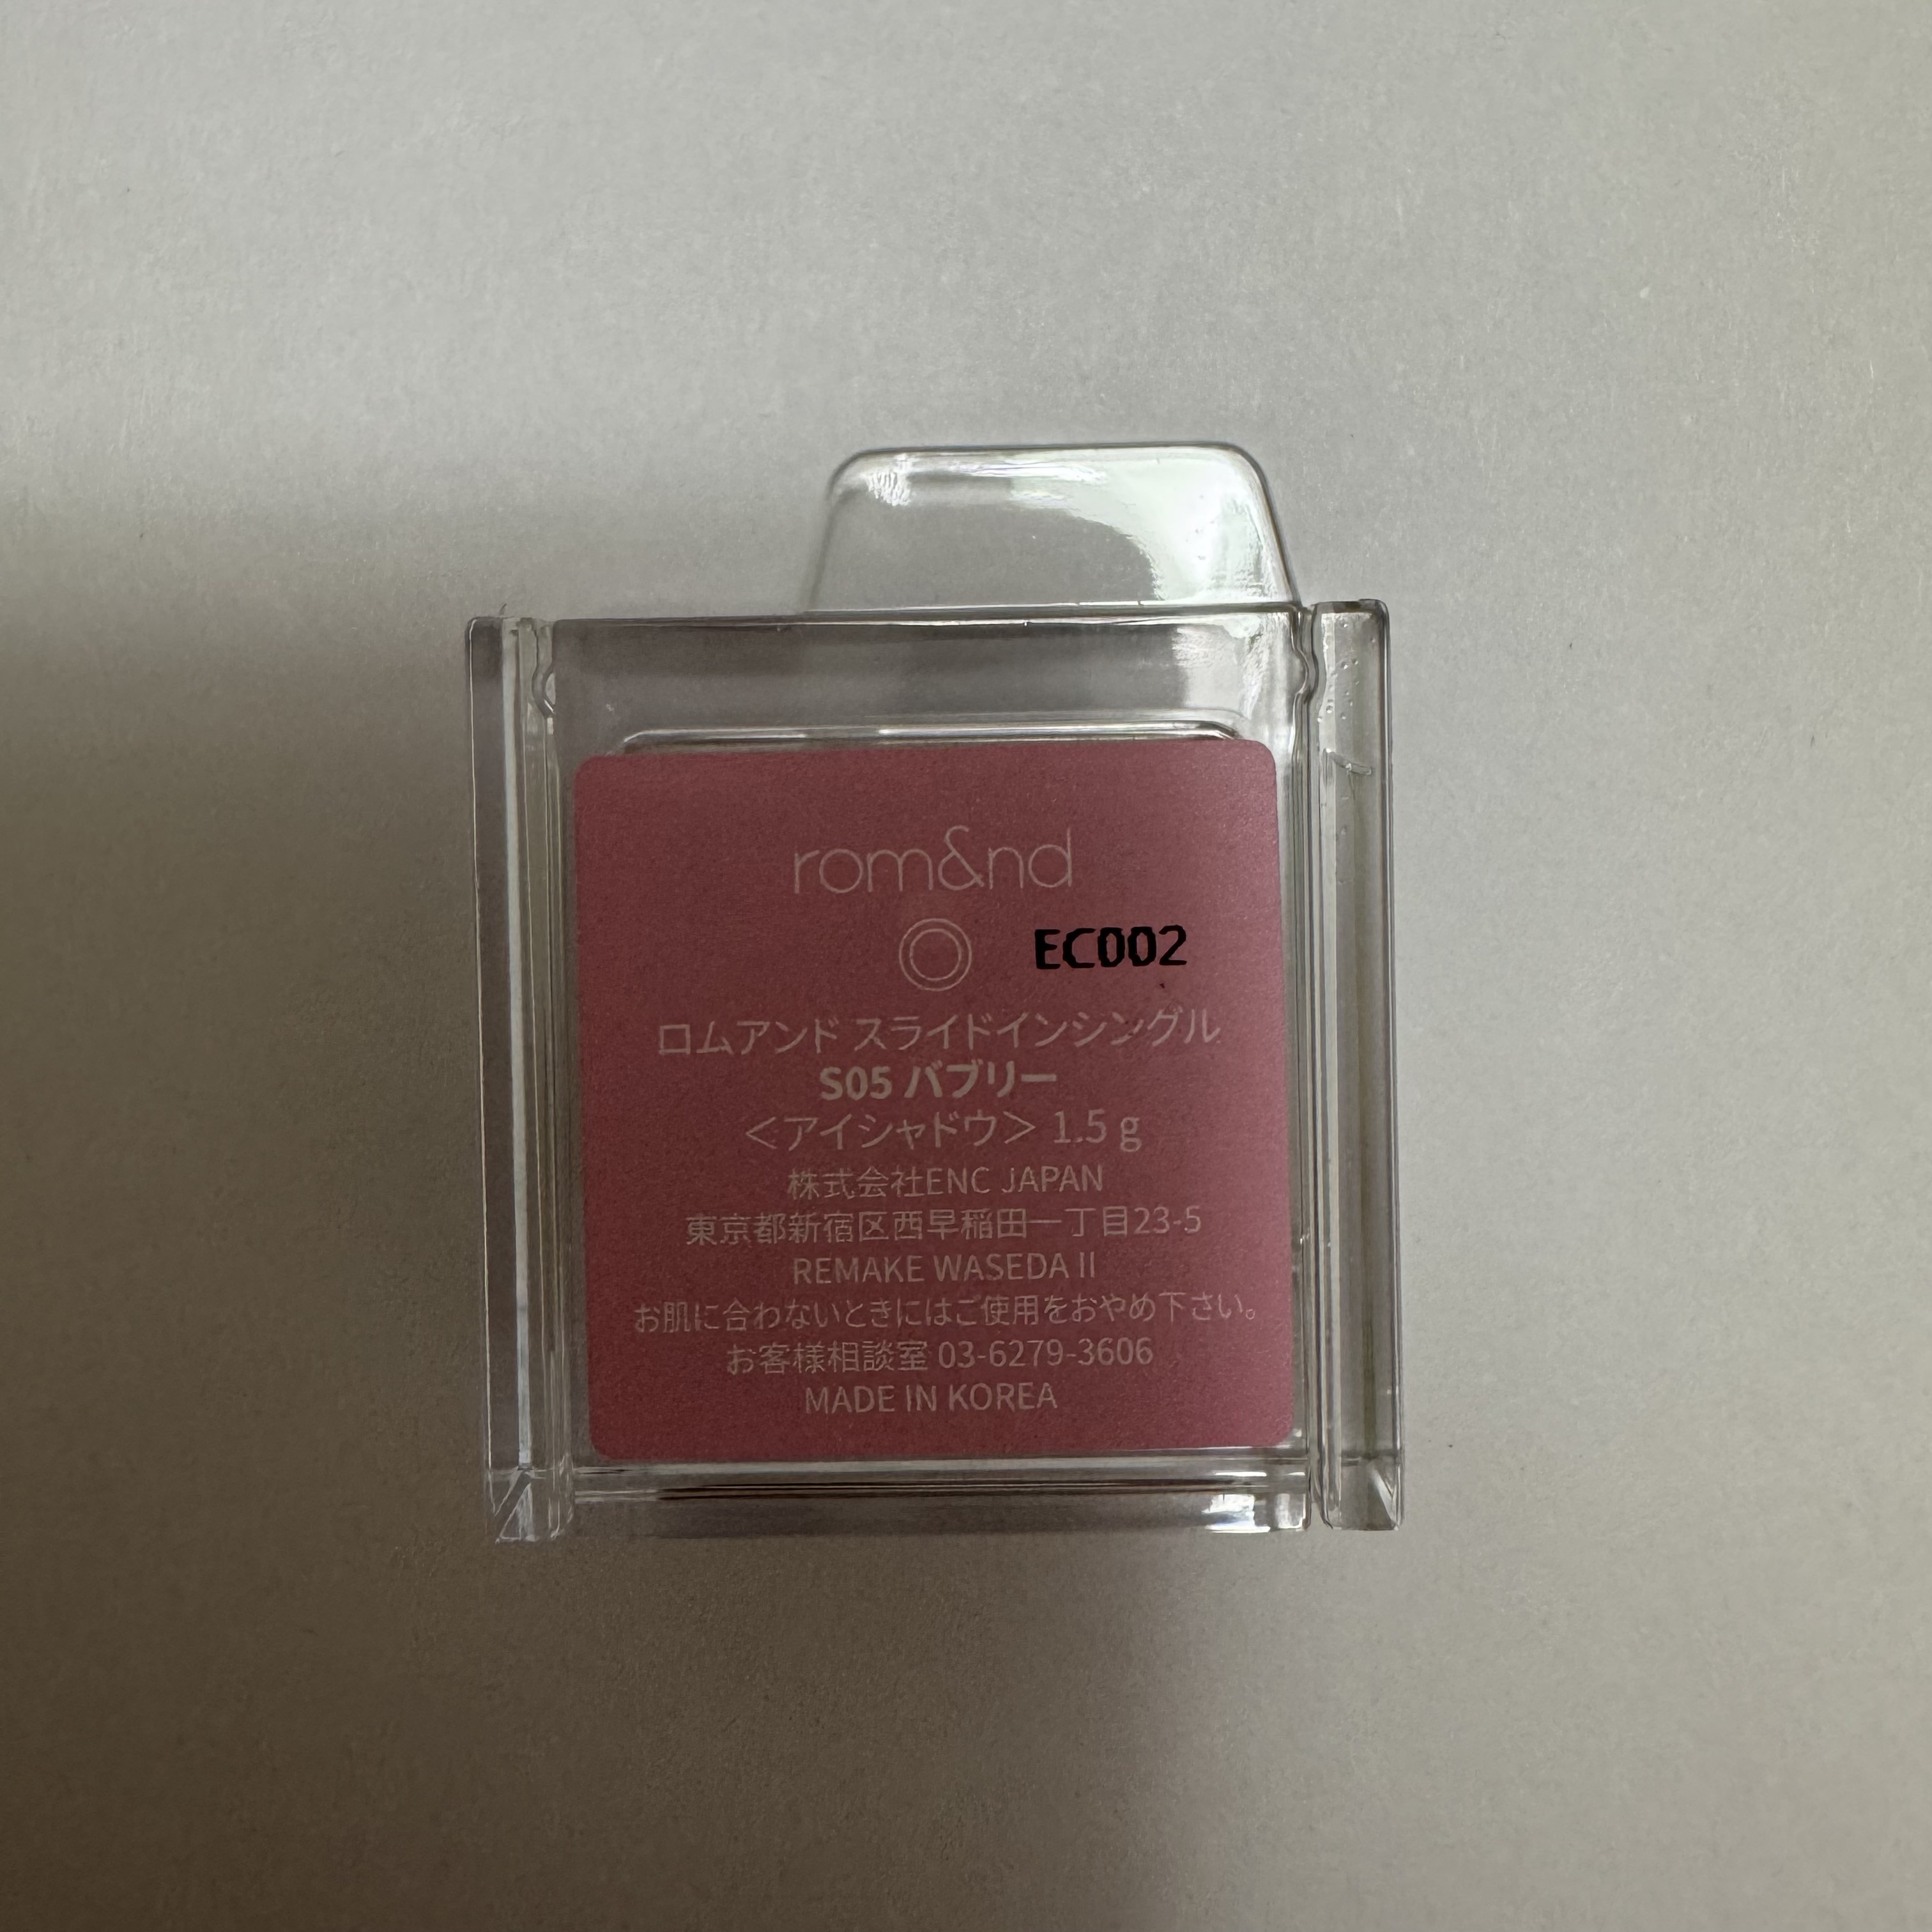 rom&nd
EC002
ロムアンド スライドインシングル
S05 バブリー
＜アイシャドウ＞ 1.5 g
株式会社ENC JAPAN
東京都新宿区西早稲田一丁目23-5
REMAKE WASEDA II
お肌に合わないときにはご使用をおやめ下さい。
お客様相談室 03-6279-3606
MADE IN KOREA